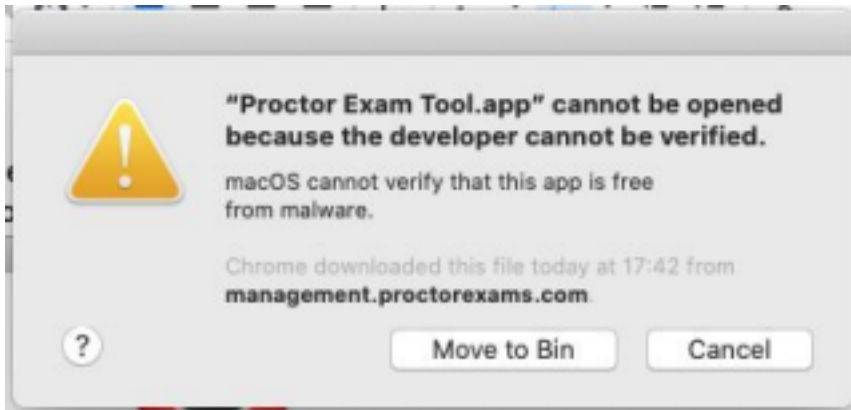 “Proctor Exam Tool.app” cannot be opened
because the developer cannot be verified.
macOS cannot verify that this app is free
from malware.
Chrome downloaded this file today at 17:42 from
management.proctorexams.com.
?
Move to Bin
Cancel